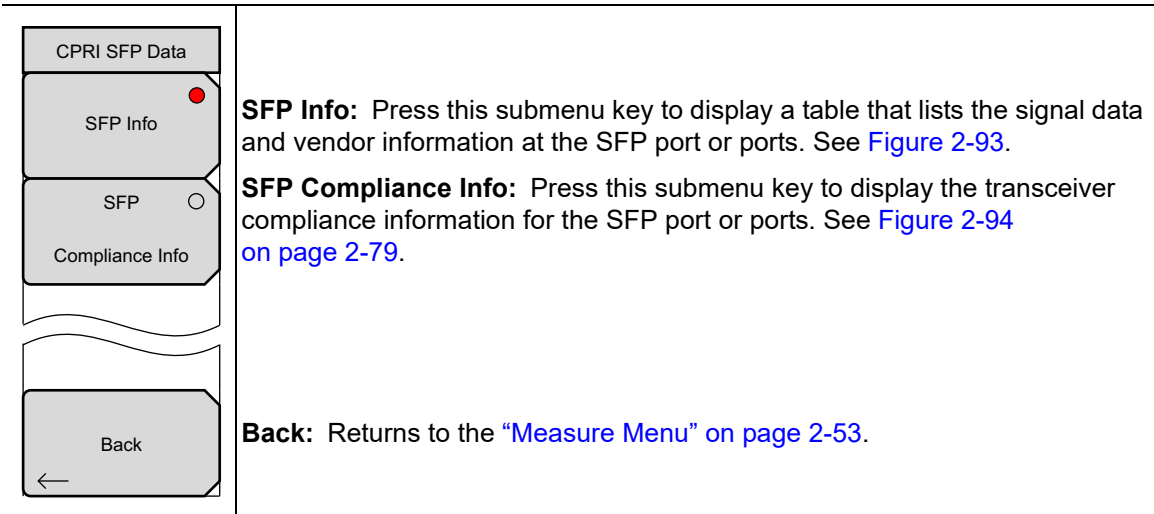 CPRI SFP Data
SFP Info
SFP
Compliance Info
Back
SFP Info: Press this submenu key to display a table that lists the signal data
and vendor information at the SFP port or ports. See Figure 2-93.
SFP Compliance Info: Press this submenu key to display the transceiver
compliance information for the SFP port or ports. See Figure 2-94
on page 2-79.
Back: Returns to the “Measure Menu” on page 2-53.